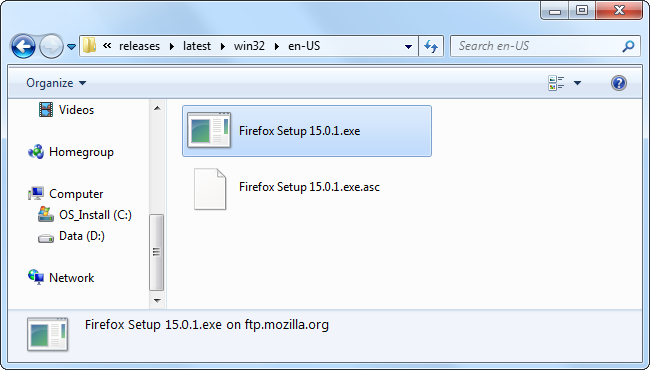 « releases latest win32 en-US
Search en-US
Organize
Videos
Homegroup
Computer
OS_Install (C:)
Data (D:)
Network
Firefox Setup 15.0.1.exe
Firefox Setup 15.0.1.exe.asc
Firefox Setup 15.0.1.exe on ftp.mozilla.org